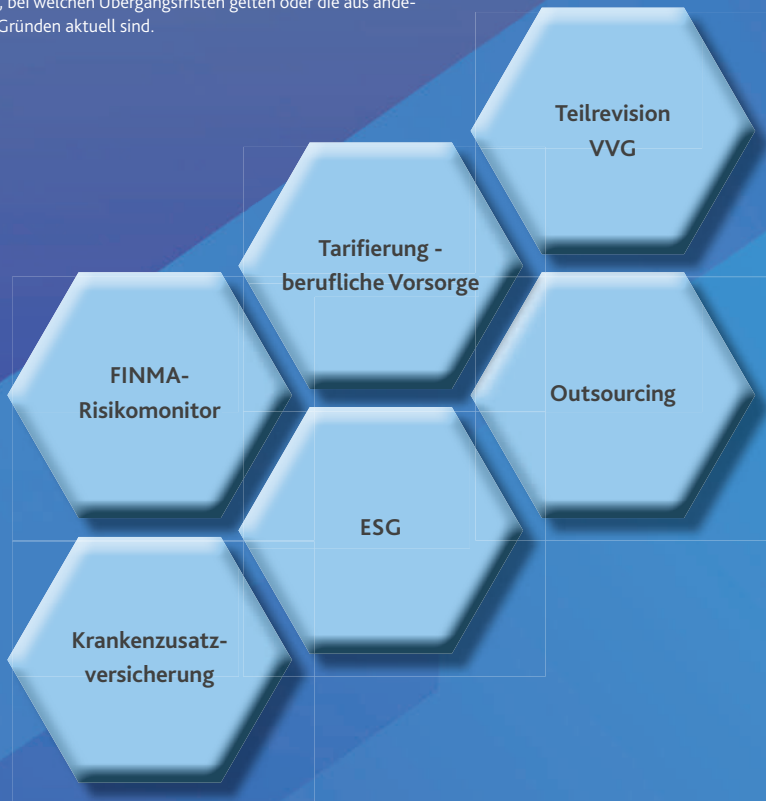 , bei welchen Übergangsfristen gelten oder die aus ande-
Gründen aktuell sind.
Teilrevision
VVG
Tarifierung -
berufliche Vorsorge
FINMA-
Risikomonitor
Outsourcing
ESG
Krankenzusatz-
versicherung